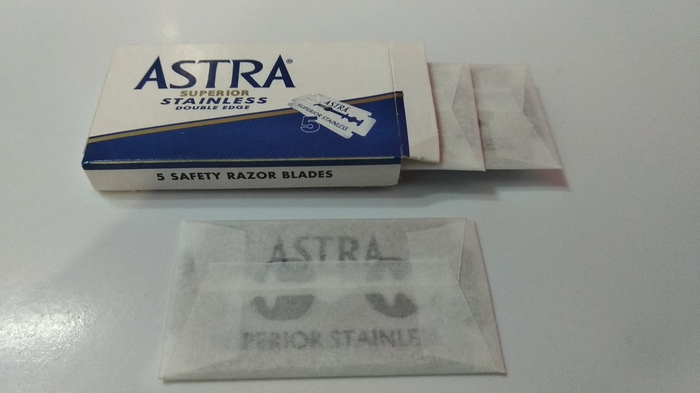 ASTRA®
SUPERIOR
STAINLESS
DOUBLE EDGE
ASTRA
SUPERIOR STAINLESS
5
5 SAFETY RAZOR BLADES
ASTRA
PERIOR STAINLE